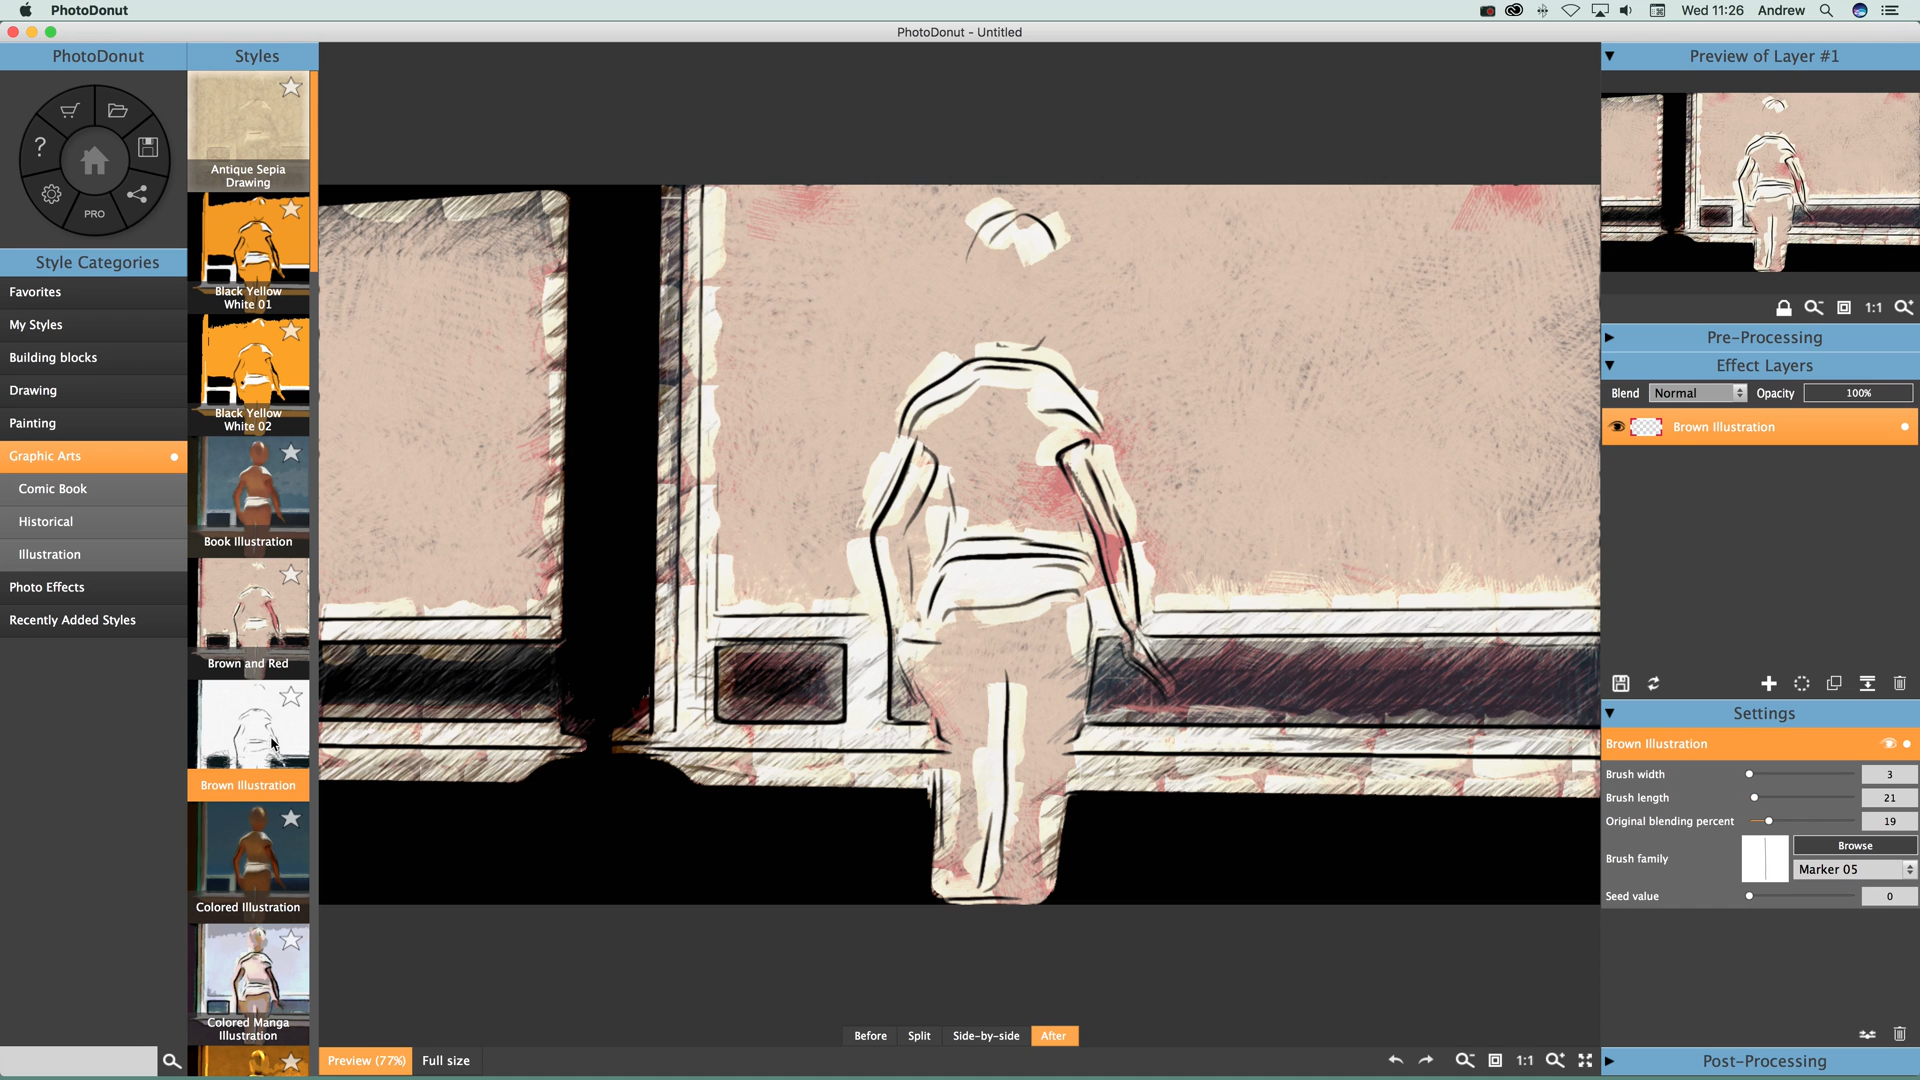 PhotoDonut
Wed 11:26
Andrew
PhotoDonut - Untitled
PhotoDonut
PRO
Style Categories
Favorites
My Styles
Building blocks
Drawing
Painting
Graphic Arts
Comic Book
Historical
Illustration
Photo Effects
Recently Added Styles
Styles
Antique Sepia
Drawing
Black Yellow
White 01
Black Yellow
White 02
Book Illustration
Brown and Red
Brown Illustration
Colored Illustration
Colored Manga
Illustration
Before
Split
Side-by-side
After
Preview (77%)
Full size
1:1
Preview of Layer #1
1:1
Pre-Processing
Effect Layers
Blend
Normal
Opacity
100%
Brown Illustration
Settings
Brown Illustration
Brush width
3
Brush length
21
Original blending percent
19
Brush family
Browse
Marker 05
Seed value
0
Post-Processing